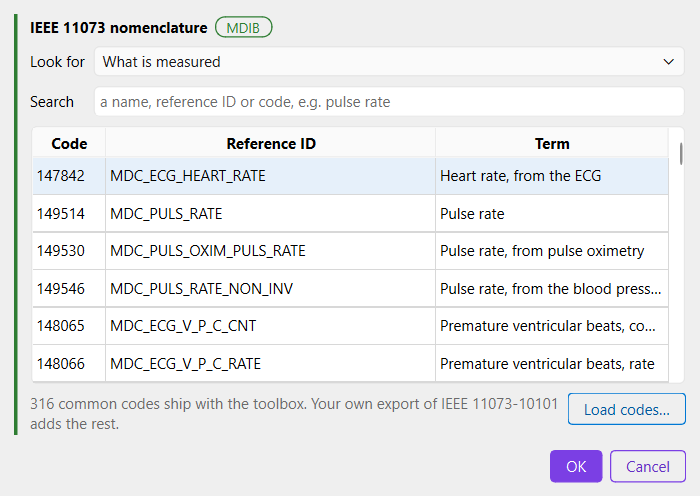 IEEE 11073 nomenclature MDIB
Look for What is measured
Search a name, reference ID or code, e.g. pulse rate
Code Reference ID Term
147842 MDC_ECG_HEART_RATE Heart rate, from the ECG
149514 MDC_PULS_RATE Pulse rate
149530 MDC_PULS_OXIM_PULS_RATE Pulse rate, from pulse oximetry
149546 MDC_PULS_RATE_NON_INV Pulse rate, from the blood press...
148065 MDC_ECG_V_P_C_CNT Premature ventricular beats, co...
148066 MDC_ECG_V_P_C_RATE Premature ventricular beats, rate
316 common codes ship with the toolbox. Your own export of IEEE 11073-10101
adds the rest.
Load codes...
OK Cancel